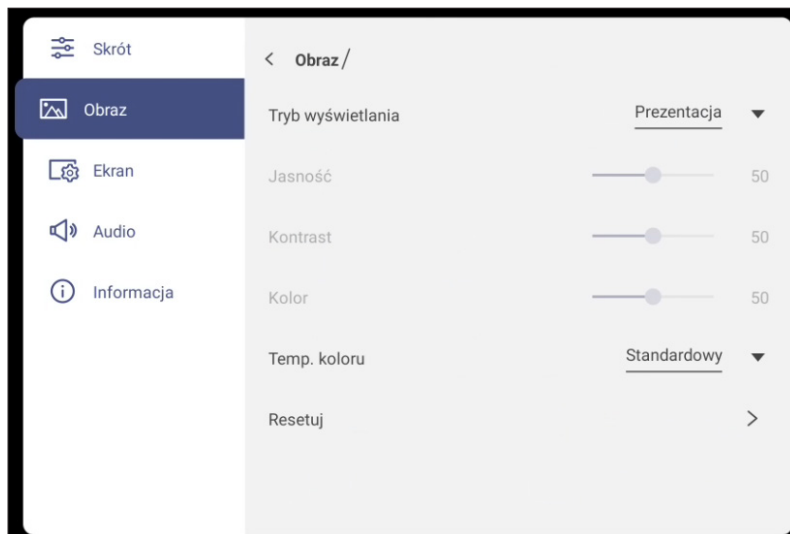 Skrót
Obraz
Ekran
Audio
Informacja
Obraz/
Tryb wyświetlania Prezentacja
Jasność 50
Kontrast 50
Kolor 50
Temp. koloru Standardowy
Resetuj